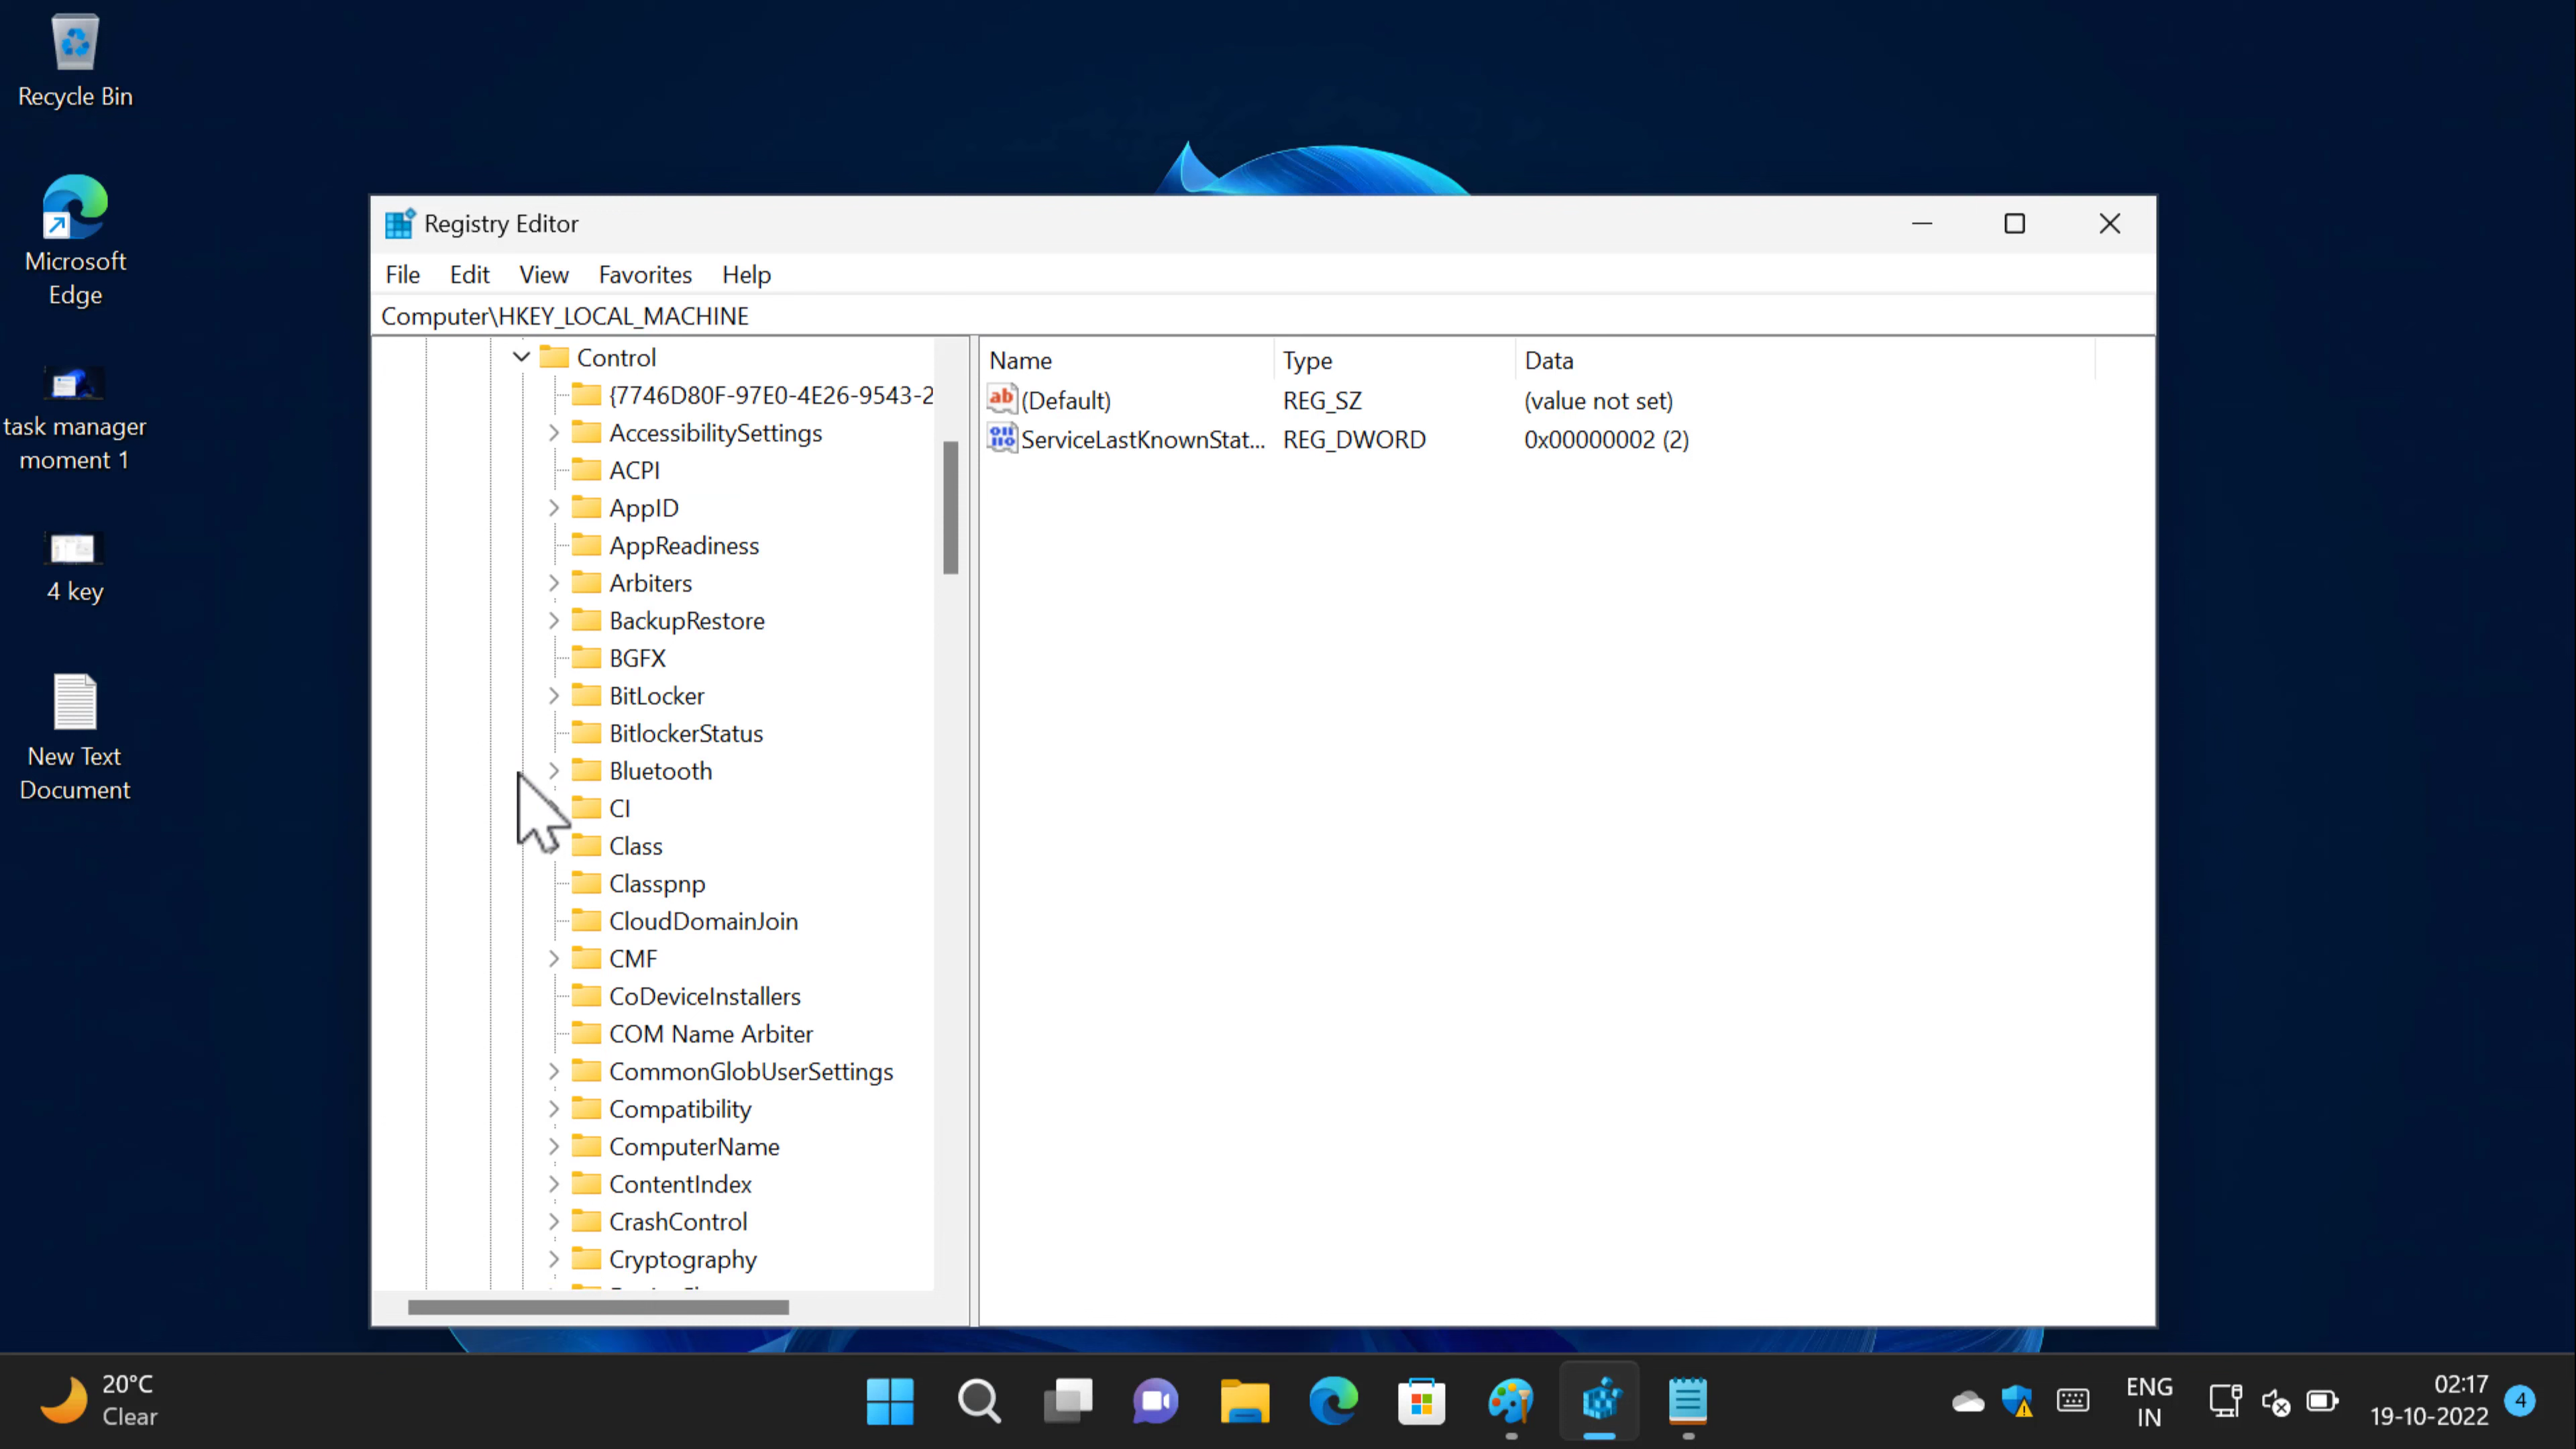 Recycle Bin
Microsoft
Edge
task manager
moment 1
4 key
New Text
Document
Registry Editor
File Edit View Favorites Help
Computer\HKEY_LOCAL_MACHINE
Control
{7746D80F-97E0-4E26-9543-2
AccessibilitySettings
ACPI
AppID
AppReadiness
Arbiters
BackupRestore
BGFX
BitLocker
BitlockerStatus
Bluetooth
CI
Class
Classpnp
CloudDomainJoin
CMF
CoDeviceInstallers
COM Name Arbiter
CommonGlobUserSettings
Compatibility
ComputerName
ContentIndex
CrashControl
Cryptography
Name Type Data
(Default) REG_SZ (value not set)
ServiceLastKnownStat... REG_DWORD 0x00000002 (2)
20°C
Clear
ENG
IN
02:17
19-10-2022
4